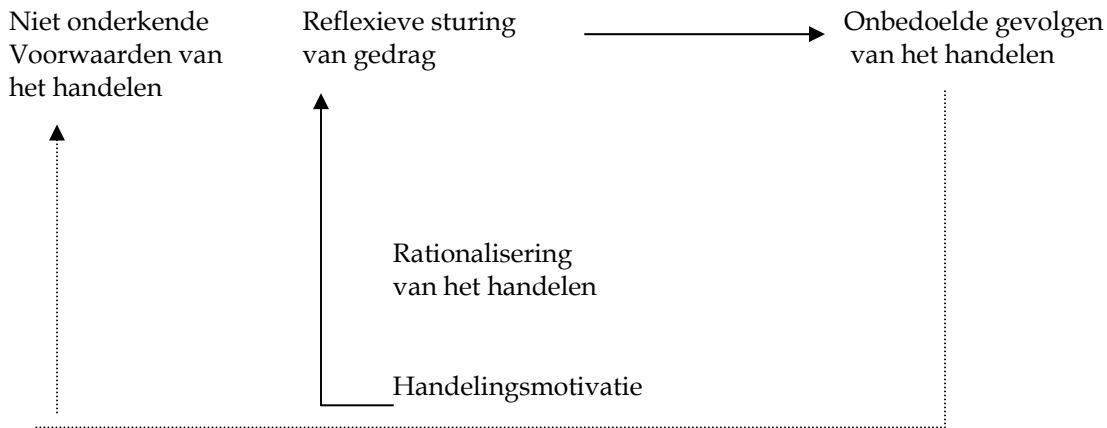 Niet onderkende
Voorwaarden van
het handelen
Reflexieve sturing
van gedrag
Onbedoelde gevolgen
van het handelen
Rationalisering
van het handelen
Handelingsmotivatie